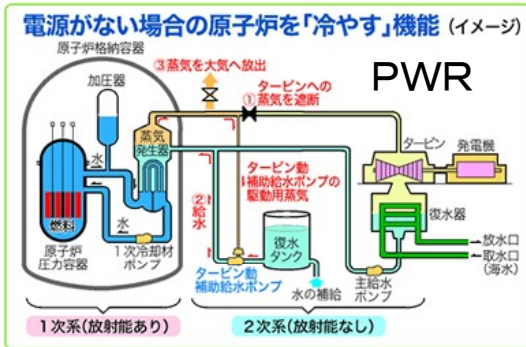 電源がない場合の原子炉を「冷やす」機能（イメージ）
原子炉格納容器
PWR
加圧器
③蒸気を大気へ放出
タービンへの
①蒸気を遮断
蒸気
発生器
タービン
発電機
水
タービン動
補助給水ポンプの
駆動用蒸気
②給水
復水器
燃料
水
復水
タンク
放水口
取水口
(海水)
原子炉
圧力容器
1次冷却材
ポンプ
タービン動
補助給水ポンプ
水の補給
主給水
ポンプ
1次系(放射能あり)
2次系(放射能なし)